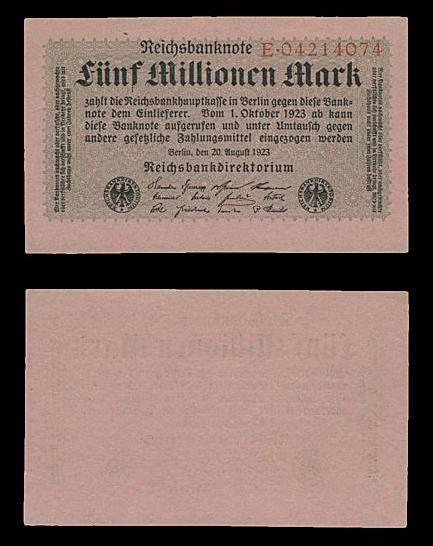 Reichsbanknote E·04214074
Fünf Millionen Mark
zahlt die Reichsbankhauptkasse in Berlin gegen diese Bank-
note dem Einlieferer. Vom 1. Oktober 1923 ab kann
diese Banknote aufgerufen und unter Umtausch gegen
andere gesetzliche Zahlungsmittel eingezogen werden
Berlin, den 20. August 1923
Reichsbankdirektorium